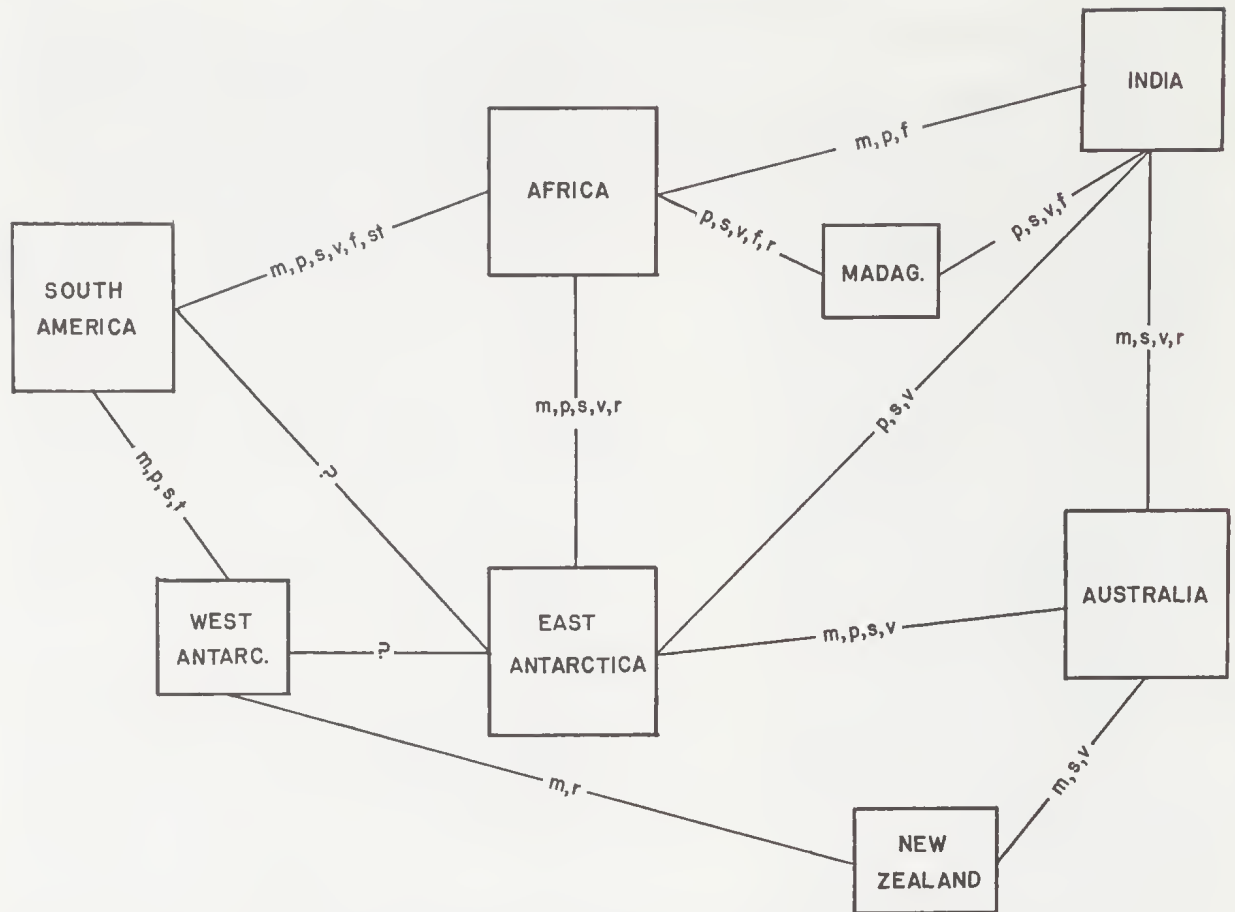 INDIA
m,p,f
AFRICA
p,s,v,f,r
p,s,v,f
MADAG.
m,p,s,v,f,st
SOUTH
AMERICA
m,s,v,r
m,p,s,v,r
p,s,v
m,p,s,t
?
AUSTRALIA
WEST
ANTARC.
?
EAST
ANTARCTICA
m,p,s,v
m,r
m,s,v
NEW
ZEALAND